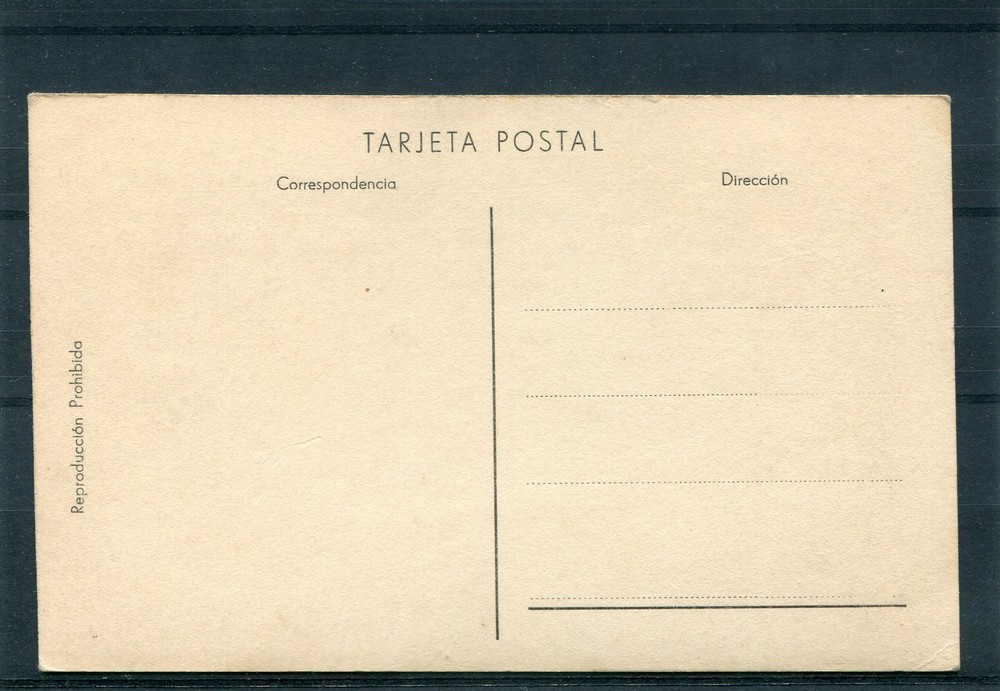 TARJETA POSTAL
Correspondencia
Dirección
Reproducción Prohibida